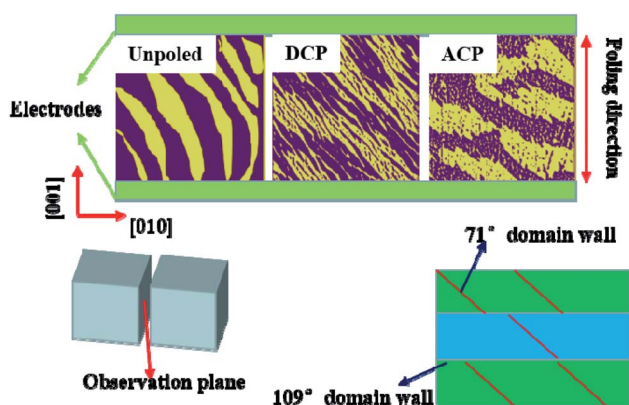 Unpoled
DCP
ACP
Electrodes
Poling direction
[001]
[010]
71° domain wall
Observation plane
109° domain wall